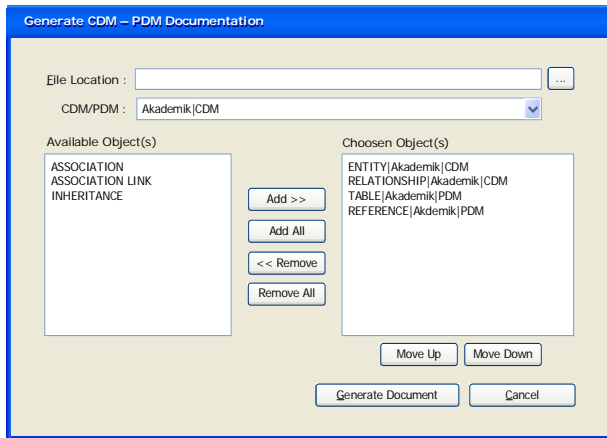 Generate CDM – PDM Documentation
File Location :
...
CDM/PDM :
Akademik|CDM
Available Object(s)
Choosen Object(s)
ASSOCIATION
ASSOCIATION LINK
INHERITANCE
Add >>
Add All
<< Remove
Remove All
ENTITY|Akademik|CDM
RELATIONSHIP|Akademik|CDM
TABLE|Akademik|PDM
REFERENCE|Akdemik|PDM
Move Up
Move Down
Generate Document
Cancel